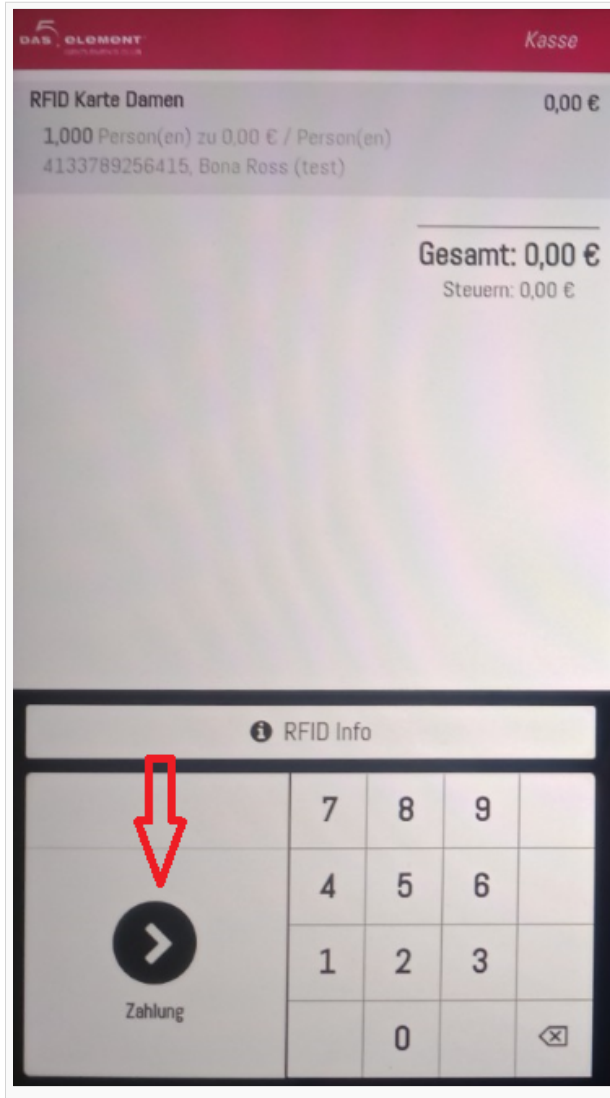 5
DAS ELEMENT
Kasse
RFID Karte Damen 0,00 €
1,000 Person(en) zu 0,00 € / Person(en)
4133789256415, Bona Ross (test)
Gesamt: 0,00 €
Steuern: 0,00 €
RFID Info
7 8 9
4 5 6
1 2 3
Zahlung
0